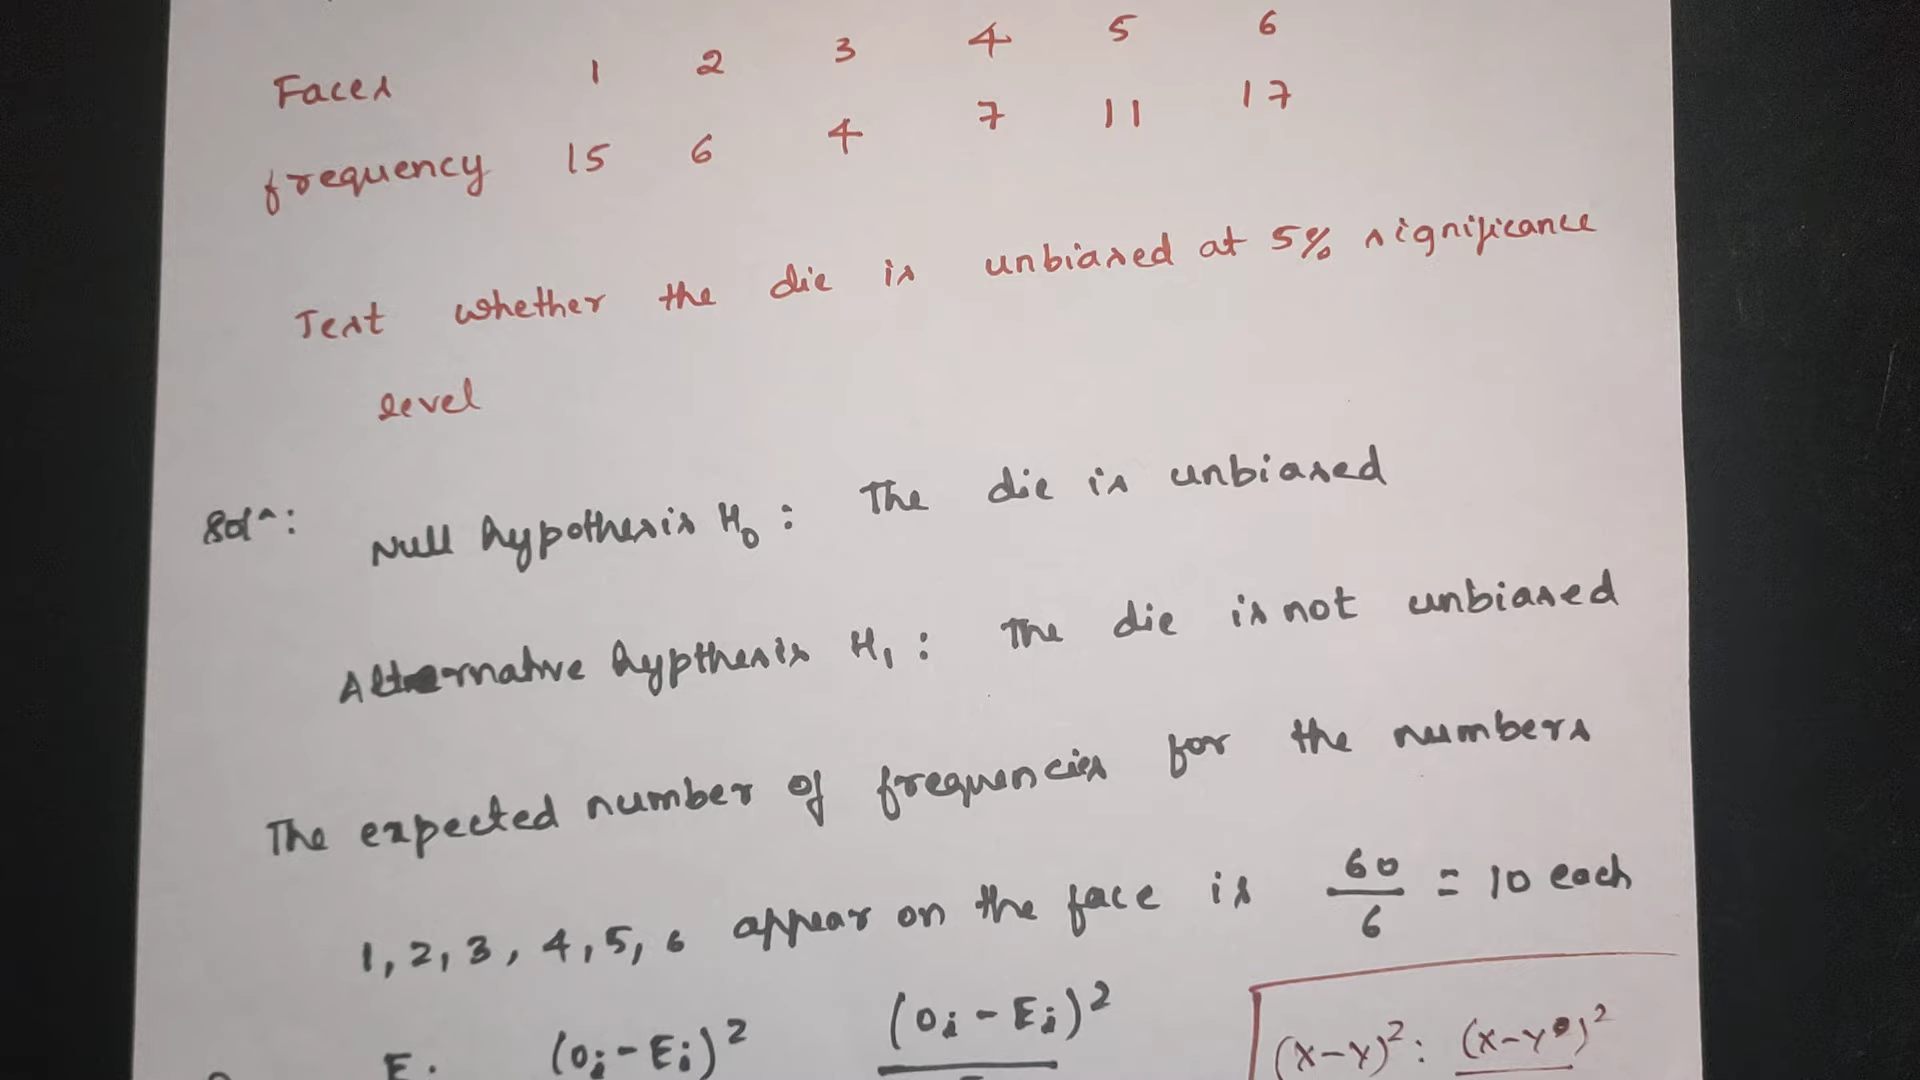 Faces 1 2 3 4 5 6
frequency 15 6 4 7 11 17
Test whether the die is unbiased at 5% significance
level
Solⁿ: Null hypothesis H₀: The die is unbiased
Alternative hypthesis H₁: The die is not unbiased
The expected number of frequencies for the numbers
1, 2, 3, 4, 5, 6 appear on the face is 60/6 = 10 each
(Oᵢ-Eᵢ)² (Oᵢ-Eᵢ)² (x-y)²: (x-y)²